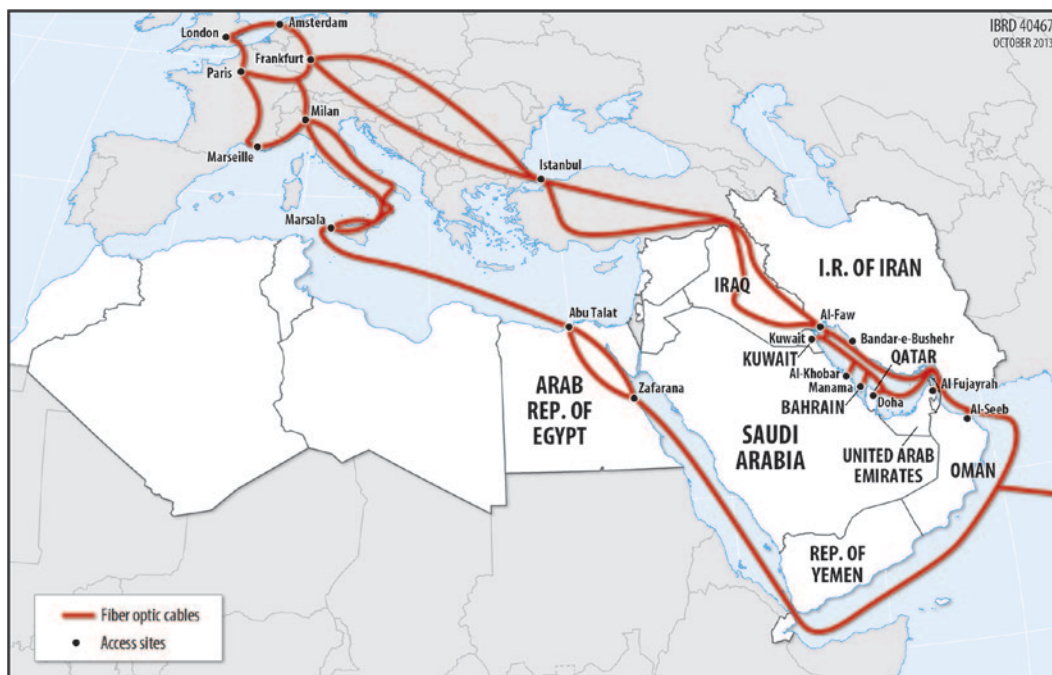 IBRD 40467
OCTOBER 2013
Amsterdam
London
Frankfurt
Paris
Milan
Marseille
Istanbul
Marsala
I.R. OF IRAN
IRAQ
Abu Talat
Al-Faw
Kuwait
Bandar-e-Bushehr
KUWAIT
QATAR
Al-Khobar
Manama
Al Fujayrah
ARAB
REP. OF
EGYPT
Zafarana
BAHRAIN
Doha
Al-Seeb
SAUDI
ARABIA
UNITED ARAB
EMIRATES
OMAN
REP. OF
YEMEN
Fiber optic cables
Access sites